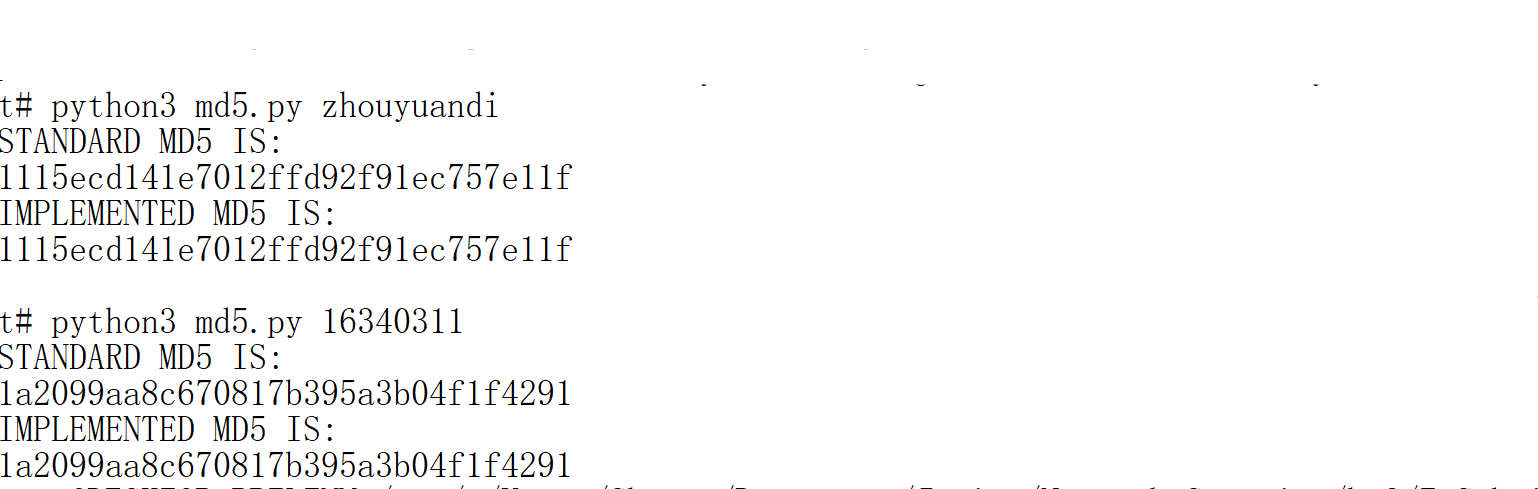 t# python3 md5.py zhouyuandi
STANDARD MD5 IS:
1115ecd141e7012ffd92f91ec757e11f
IMPLEMENTED MD5 IS:
1115ecd141e7012ffd92f91ec757e11f
t# python3 md5.py 16340311
STANDARD MD5 IS:
1a2099aa8c670817b395a3b04f1f4291
IMPLEMENTED MD5 IS:
1a2099aa8c670817b395a3b04f1f4291